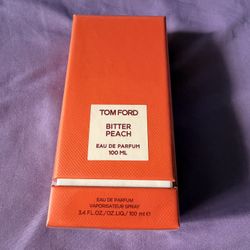 TOM FORD
BITTER
PEACH
EAU DE PARFUM
100 ML
EAU DE PARFUM
VAPORISATEUR SPRAY
3.4 FL.OZ./OZ.LIQ./ 100 ml ℮